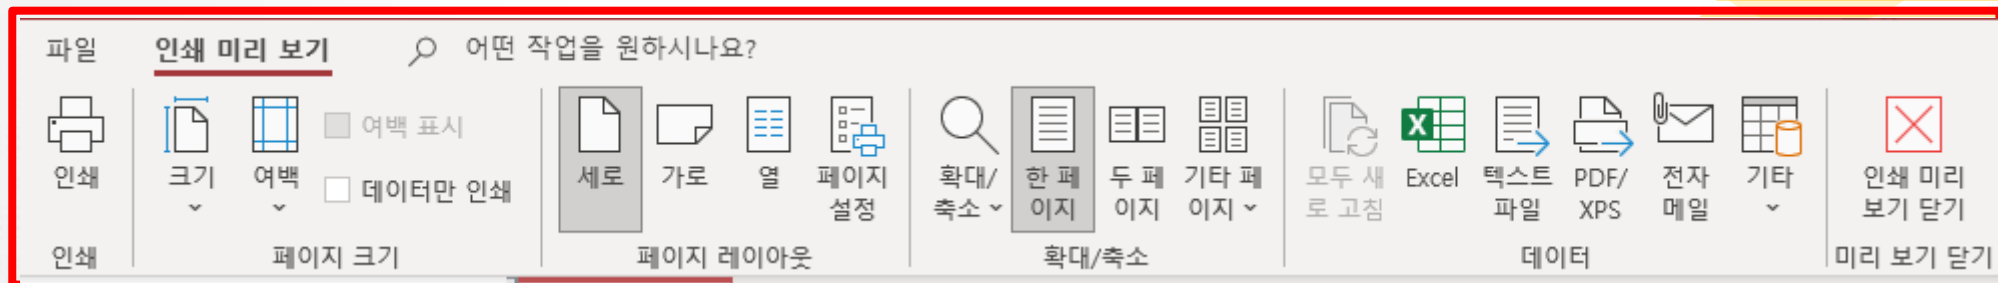 파일 인쇄 미리 보기 어떤 작업을 원하시나요?
인쇄
크기
여백
여백 표시
데이터만 인쇄
세로
가로
열
페이지
설정
확대/
축소
한 페
이지
두 페
이지
기타 페
이지
모두 새
로 고침
Excel
텍스트
파일
PDF/
XPS
전자
메일
기타
인쇄 미리
보기 닫기
인쇄 페이지 크기 페이지 레이아웃 확대/축소 데이터 미리 보기 닫기